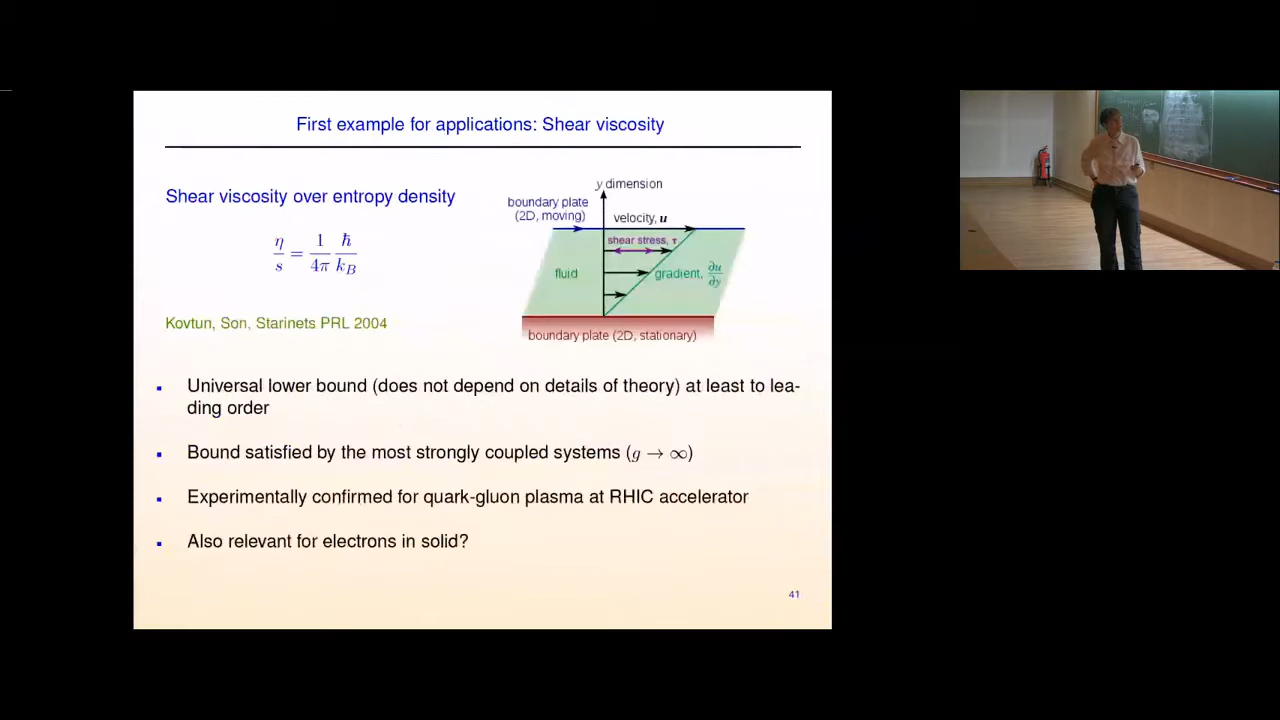 First example for applications: Shear viscosity
Shear viscosity over entropy density
η/s = 1/4π ℏ/k_B
Kovtun, Son, Starinets PRL 2004
y dimension
boundary plate
(2D, moving)
velocity, u
shear stress, τ
fluid
gradient, ∂u/∂y
boundary plate (2D, stationary)
▪ Universal lower bound (does not depend on details of theory) at least to lea-
ding order
▪ Bound satisfied by the most strongly coupled systems (g → ∞)
▪ Experimentally confirmed for quark-gluon plasma at RHIC accelerator
▪ Also relevant for electrons in solid?
41